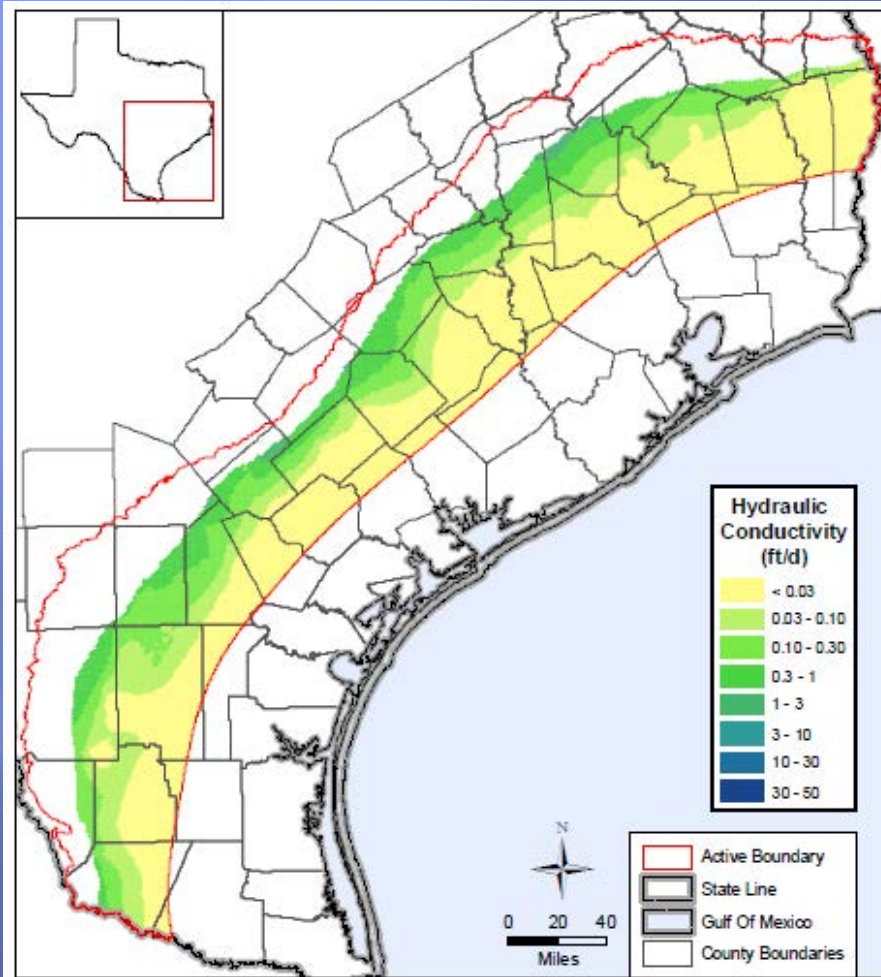 Hydraulic
Conductivity
(ft/d)
< 0.03
0.03 - 0.10
0.10 - 0.30
0.3 - 1
1 - 3
3 - 10
10 - 30
30 - 50
N
0 20 40
Miles
Active Boundary
State Line
Gulf Of Mexico
County Boundaries